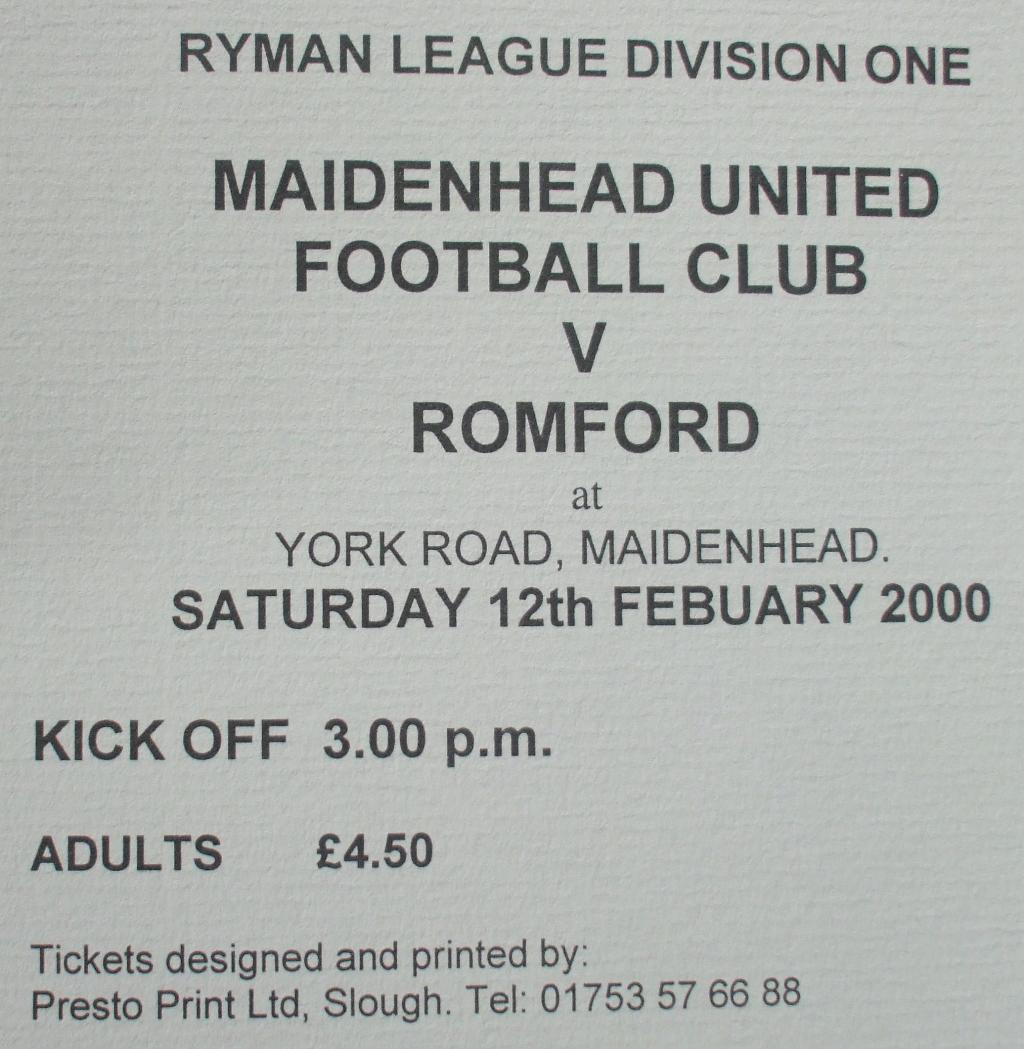 RYMAN LEAGUE DIVISION ONE
MAIDENHEAD UNITED
FOOTBALL CLUB
V
ROMFORD
at
YORK ROAD, MAIDENHEAD.
SATURDAY 12th FEBUARY 2000
KICK OFF 3.00 p.m.
ADULTS £4.50
Tickets designed and printed by:
Presto Print Ltd, Slough. Tel: 01753 57 66 88